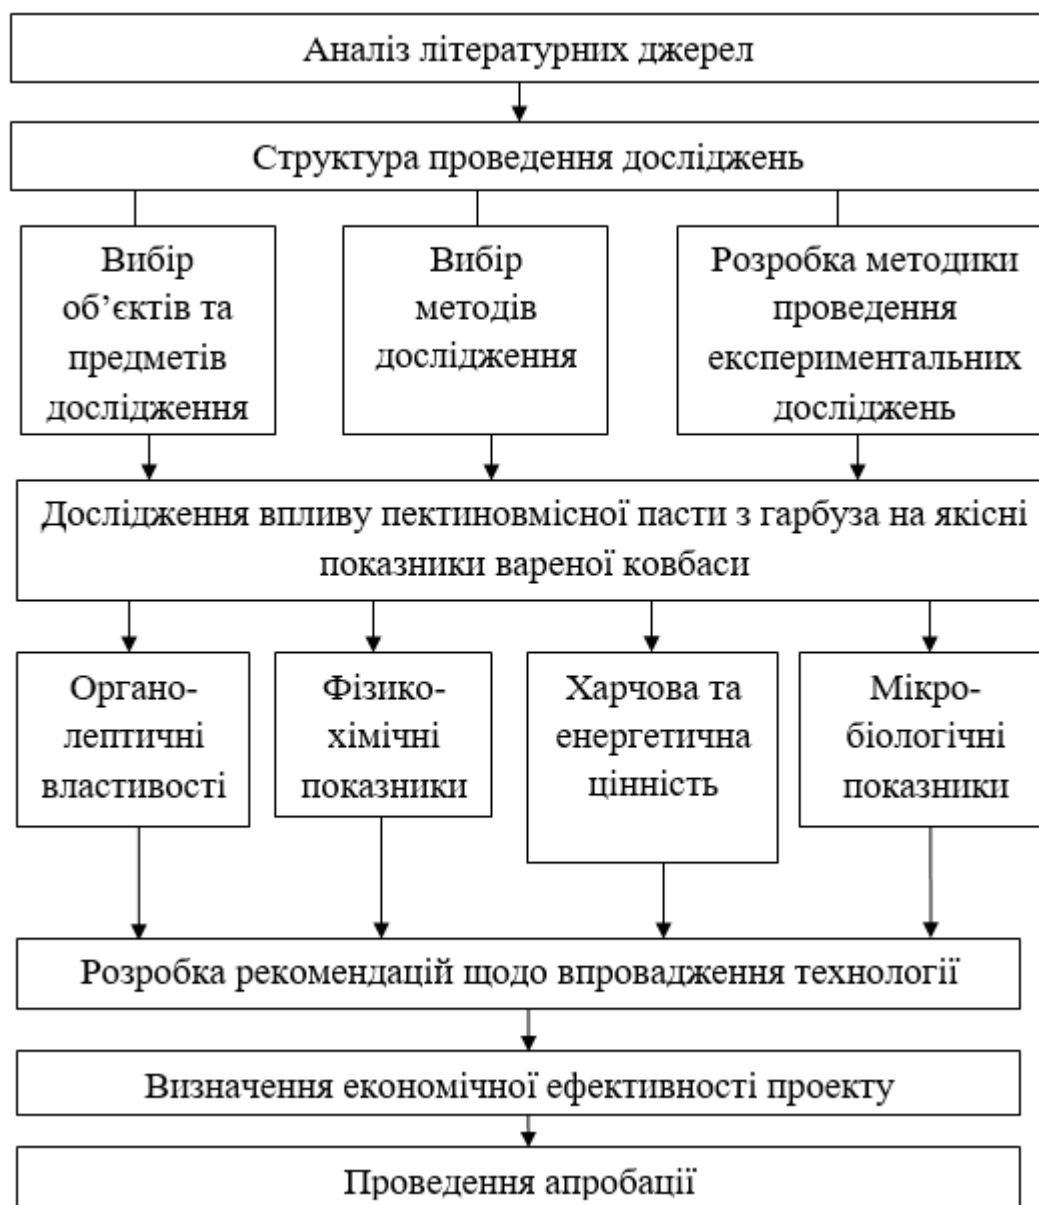 Аналіз літературних джерел
Структура проведення досліджень
Вибір
об’єктів та
предметів
дослідження
Вибір
методів
дослідження
Розробка методики
проведення
експериментальних
досліджень
Дослідження впливу пектиновмісної пасти з гарбуза на якісні
показники вареної ковбаси
Органо-
лептичні
властивості
Фізико-
хімічні
показники
Харчова та
енергетична
цінність
Мікро-
біологічні
показники
Розробка рекомендацій щодо впровадження технології
Визначення економічної ефективності проекту
Проведення апробації